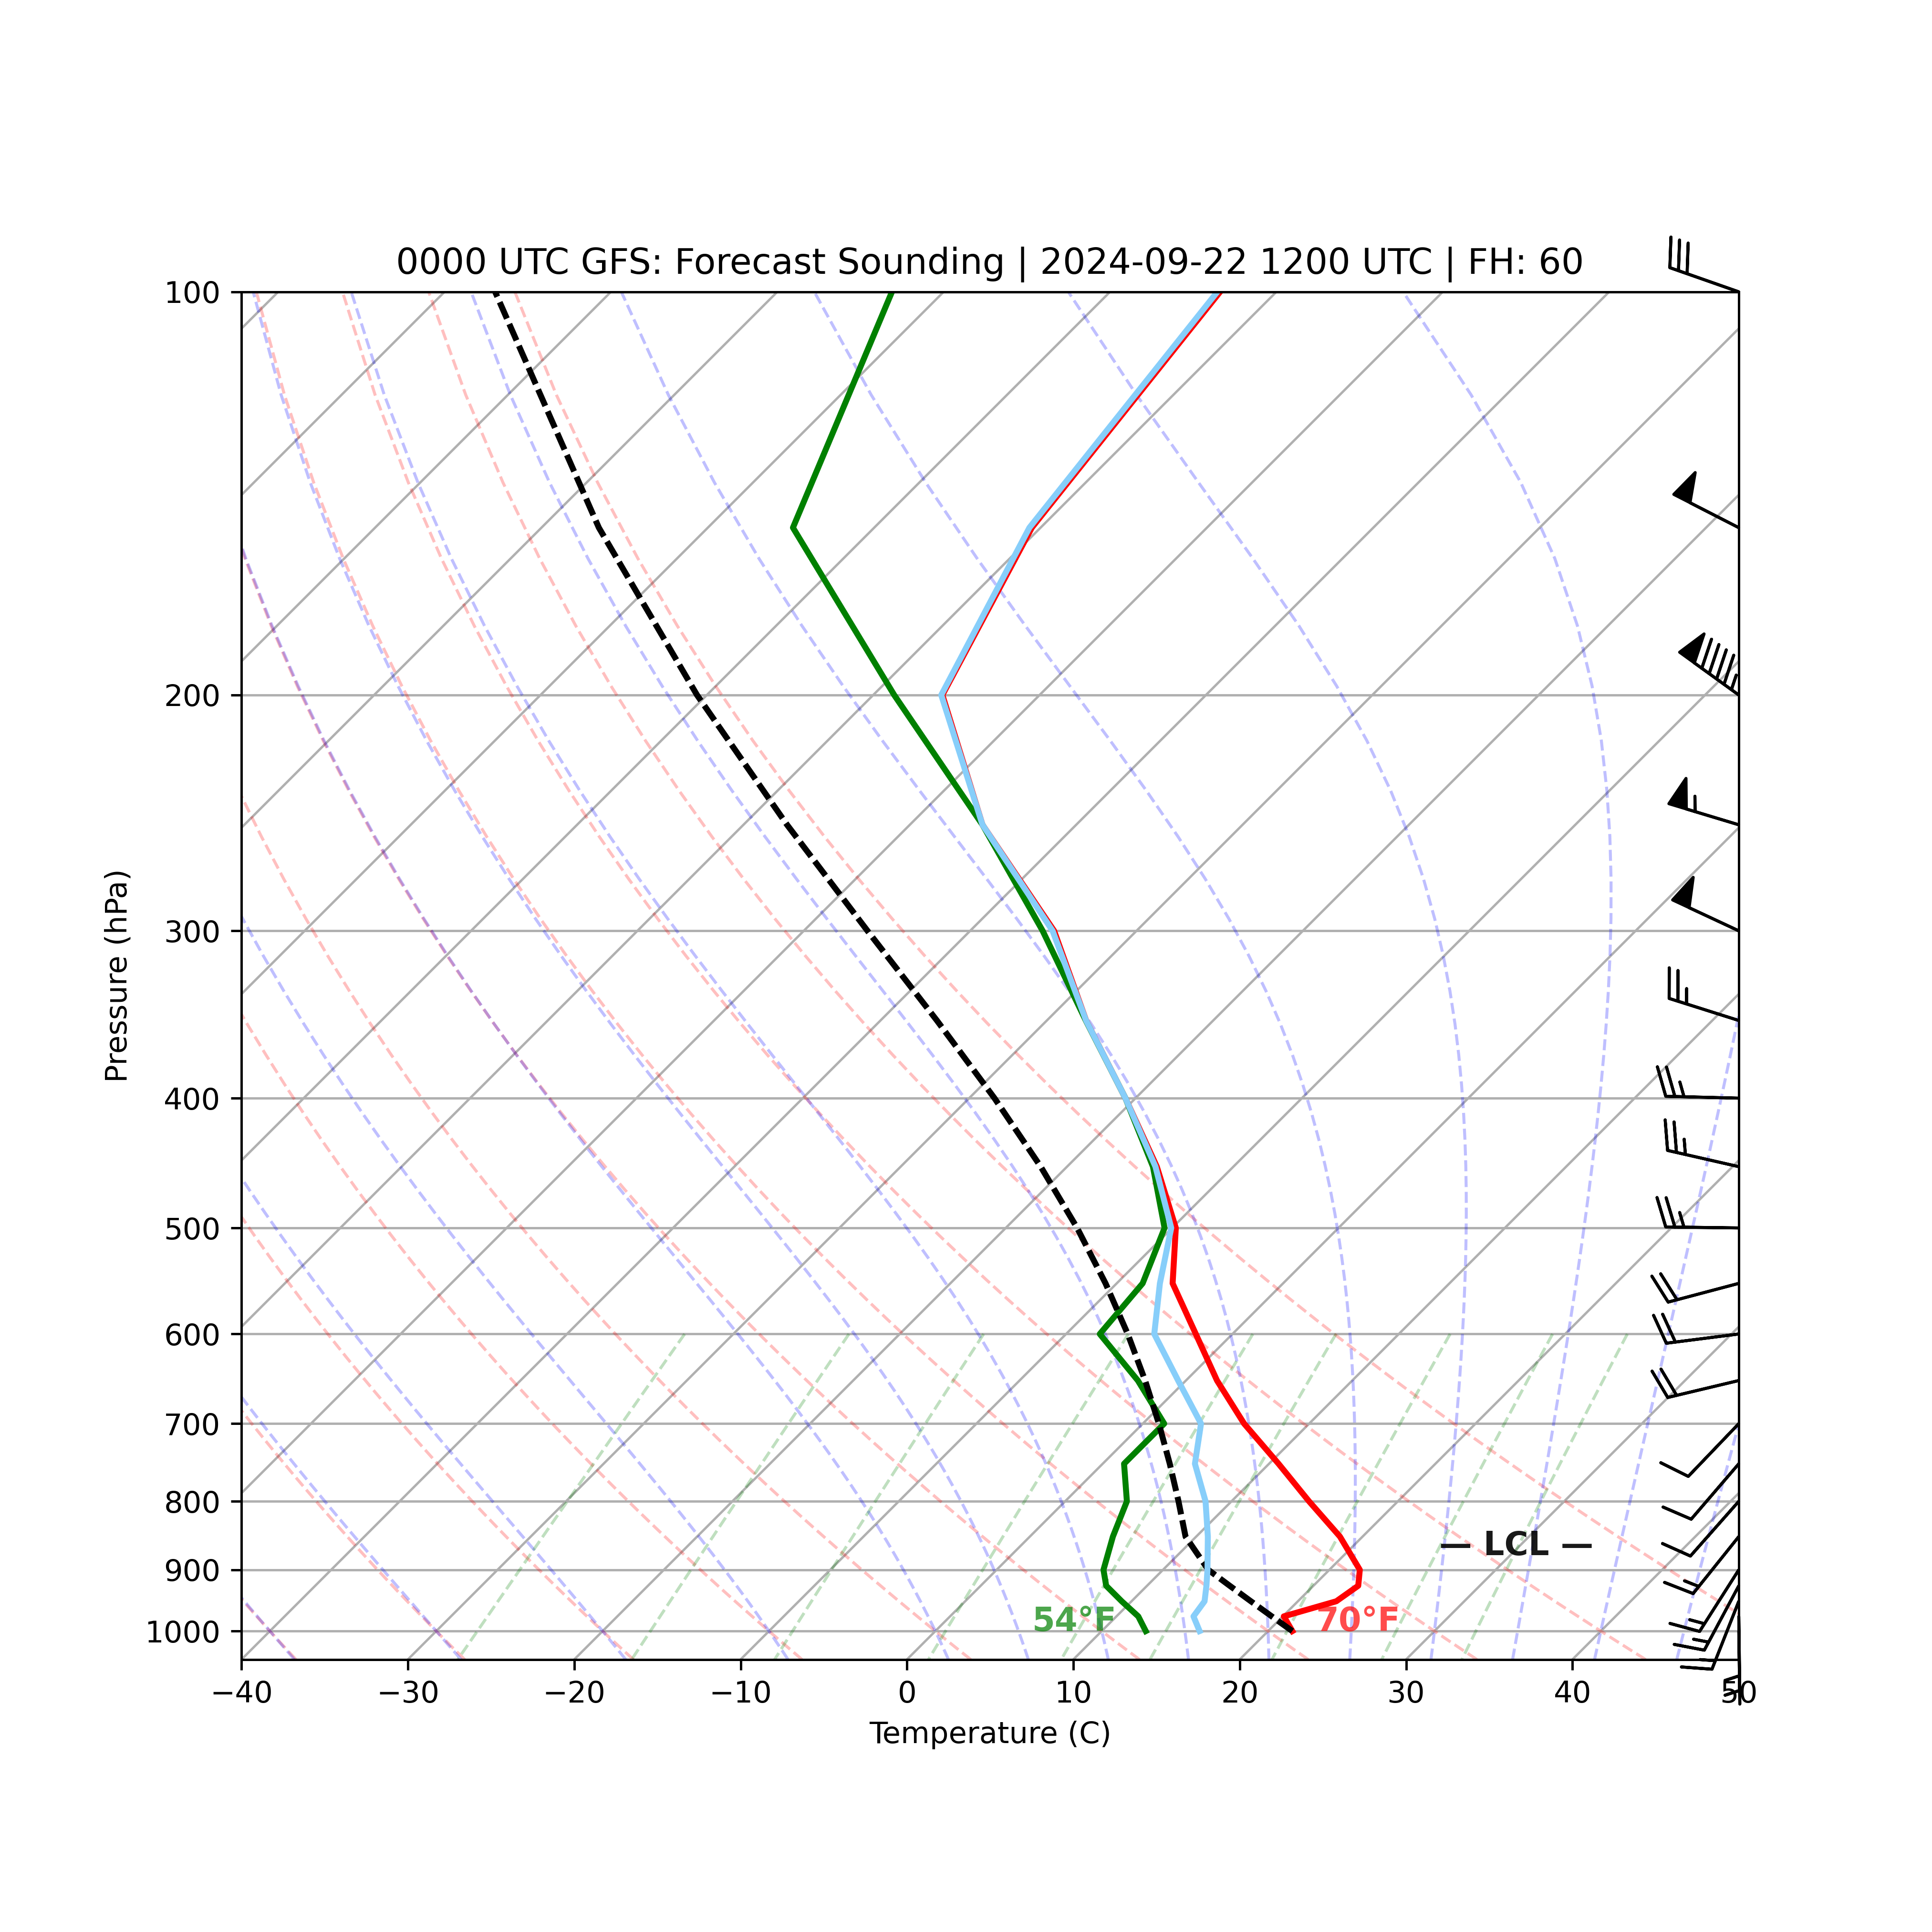 0000 UTC GFS: Forecast Sounding | 2024-09-22 1200 UTC | FH: 60
100
200
300
400
500
600
700
800
900
1000
Pressure (hPa)
— LCL —
54°F
70°F
−40 −30 −20 −10 0 10 20 30 40 50
Temperature (C)